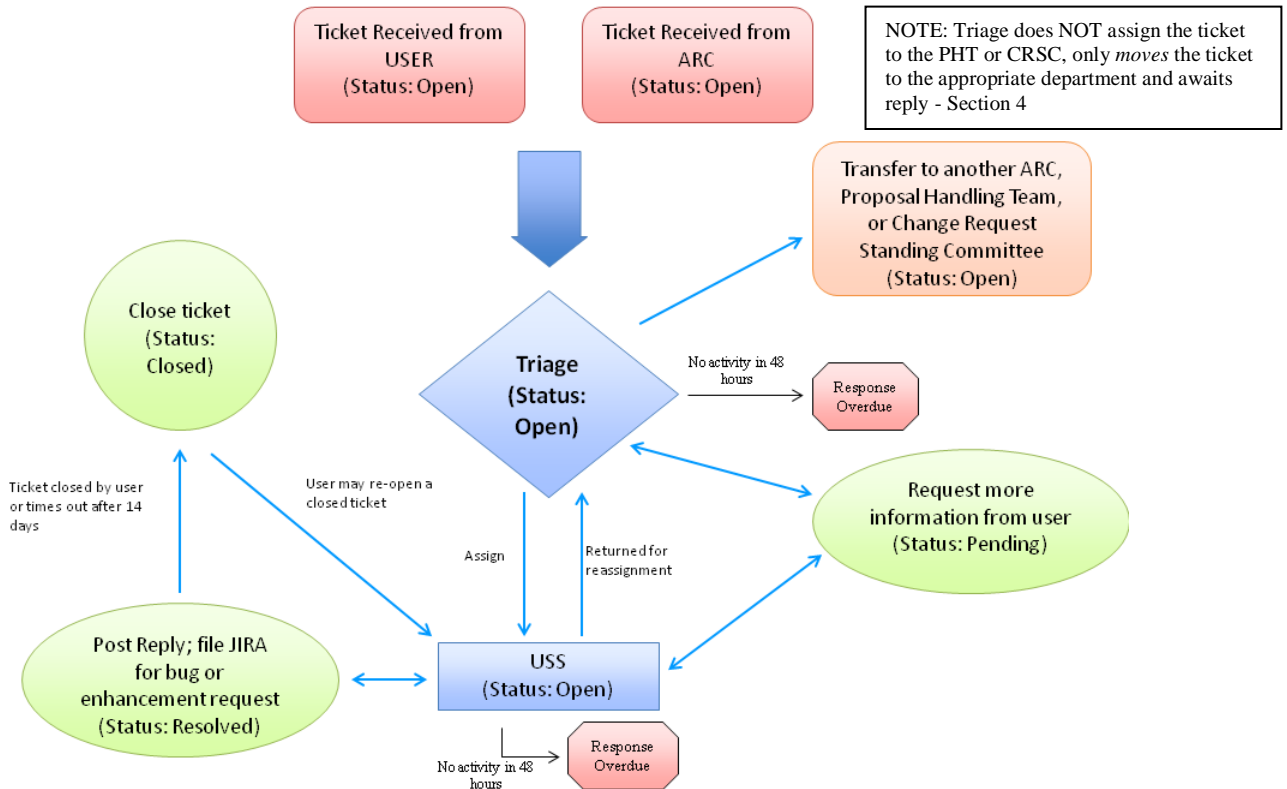 Ticket Received from
USER
(Status: Open)
Ticket Received from
ARC
(Status: Open)
NOTE: Triage does NOT assign the ticket
to the PHT or CRSC, only moves the ticket
to the appropriate department and awaits
reply - Section 4
Transfer to another ARC,
Proposal Handling Team,
or Change Request
Standing Committee
(Status: Open)
Close ticket
(Status:
Closed)
Triage
(Status:
Open)
No activity in 48
hours
Response
Overdue
Ticket closed by user
or times out after 14
days
User may re-open a
closed ticket
Request more
information from user
(Status: Pending)
Assign
Returned for
reassignment
Post Reply; file JIRA
for bug or
enhancement request
(Status: Resolved)
USS
(Status: Open)
No activity in 48
hours
Response
Overdue